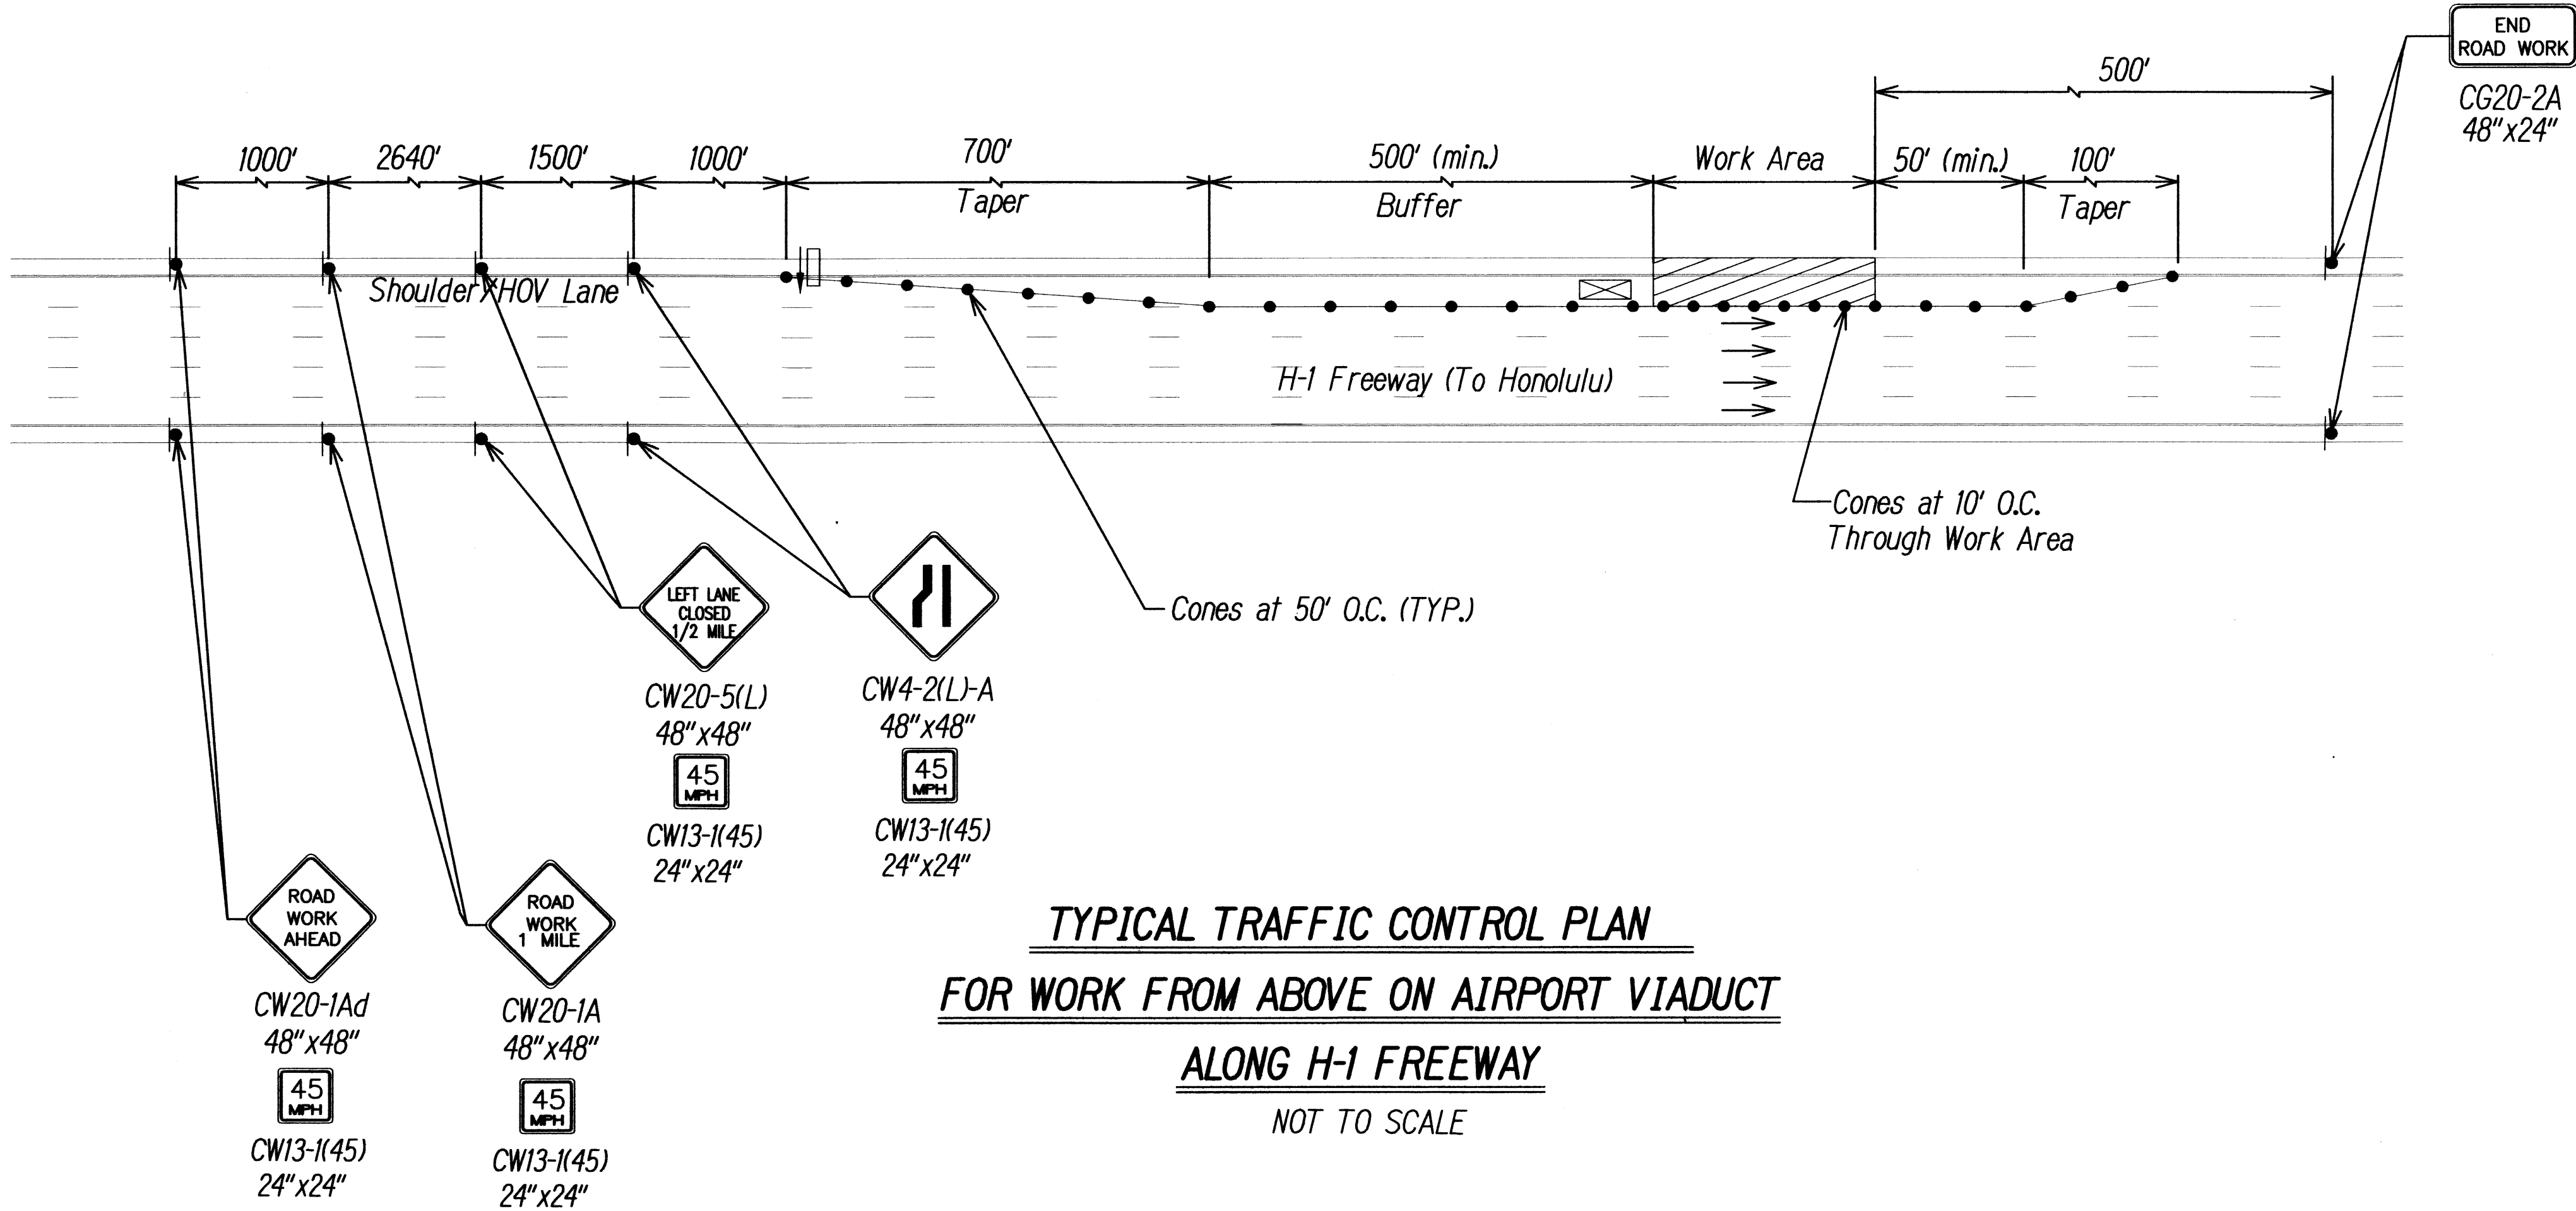 END
ROAD WORK
CG20-2A
48"x24"
500'
1000'
2640'
1500'
1000'
700'
Taper
500' (min.)
Buffer
Work Area
50' (min.)
100'
Taper
Shoulder/HOV Lane
H-1 Freeway (To Honolulu)
Cones at 10' O.C.
Through Work Area
Cones at 50' O.C. (TYP.)
LEFT LANE
CLOSED
1/2 MILE
CW20-5(L)
48"x48"
45
MPH
CW13-1(45)
24"x24"
CW4-2(L)-A
48"x48"
45
MPH
CW13-1(45)
24"x24"
ROAD
WORK
AHEAD
CW20-1Ad
48"x48"
45
MPH
CW13-1(45)
24"x24"
ROAD
WORK
1 MILE
CW20-1A
48"x48"
45
MPH
CW13-1(45)
24"x24"
TYPICAL TRAFFIC CONTROL PLAN
FOR WORK FROM ABOVE ON AIRPORT VIADUCT
ALONG H-1 FREEWAY
NOT TO SCALE